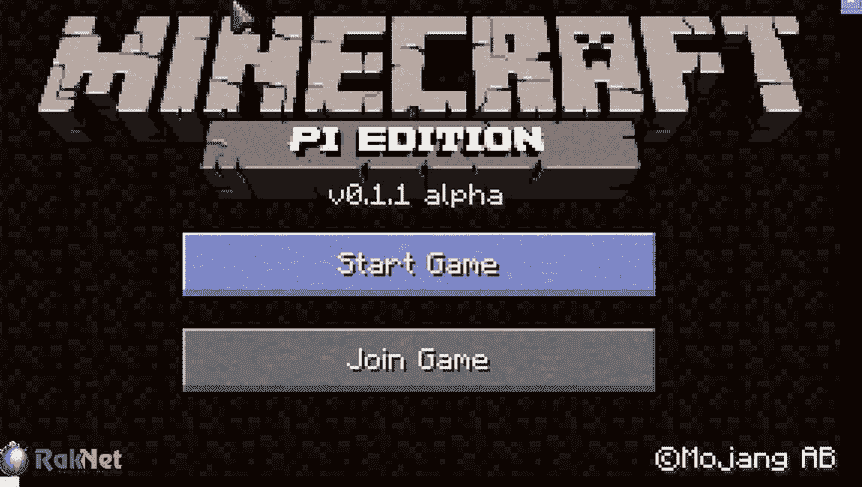 MINECRAFT
PI EDITION
v0.1.1 alpha
Start Game
Join Game
RakNet
©Mojang AB